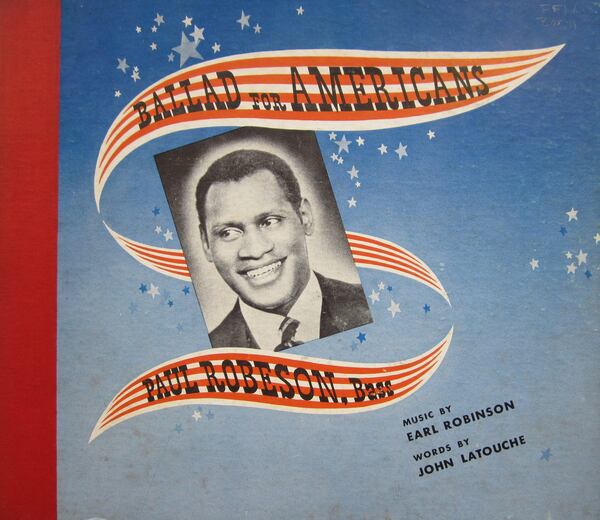 BALLAD FOR AMERICANS
PAUL ROBESON, Bass
MUSIC BY
EARL ROBINSON
WORDS BY
JOHN LATOUCHE